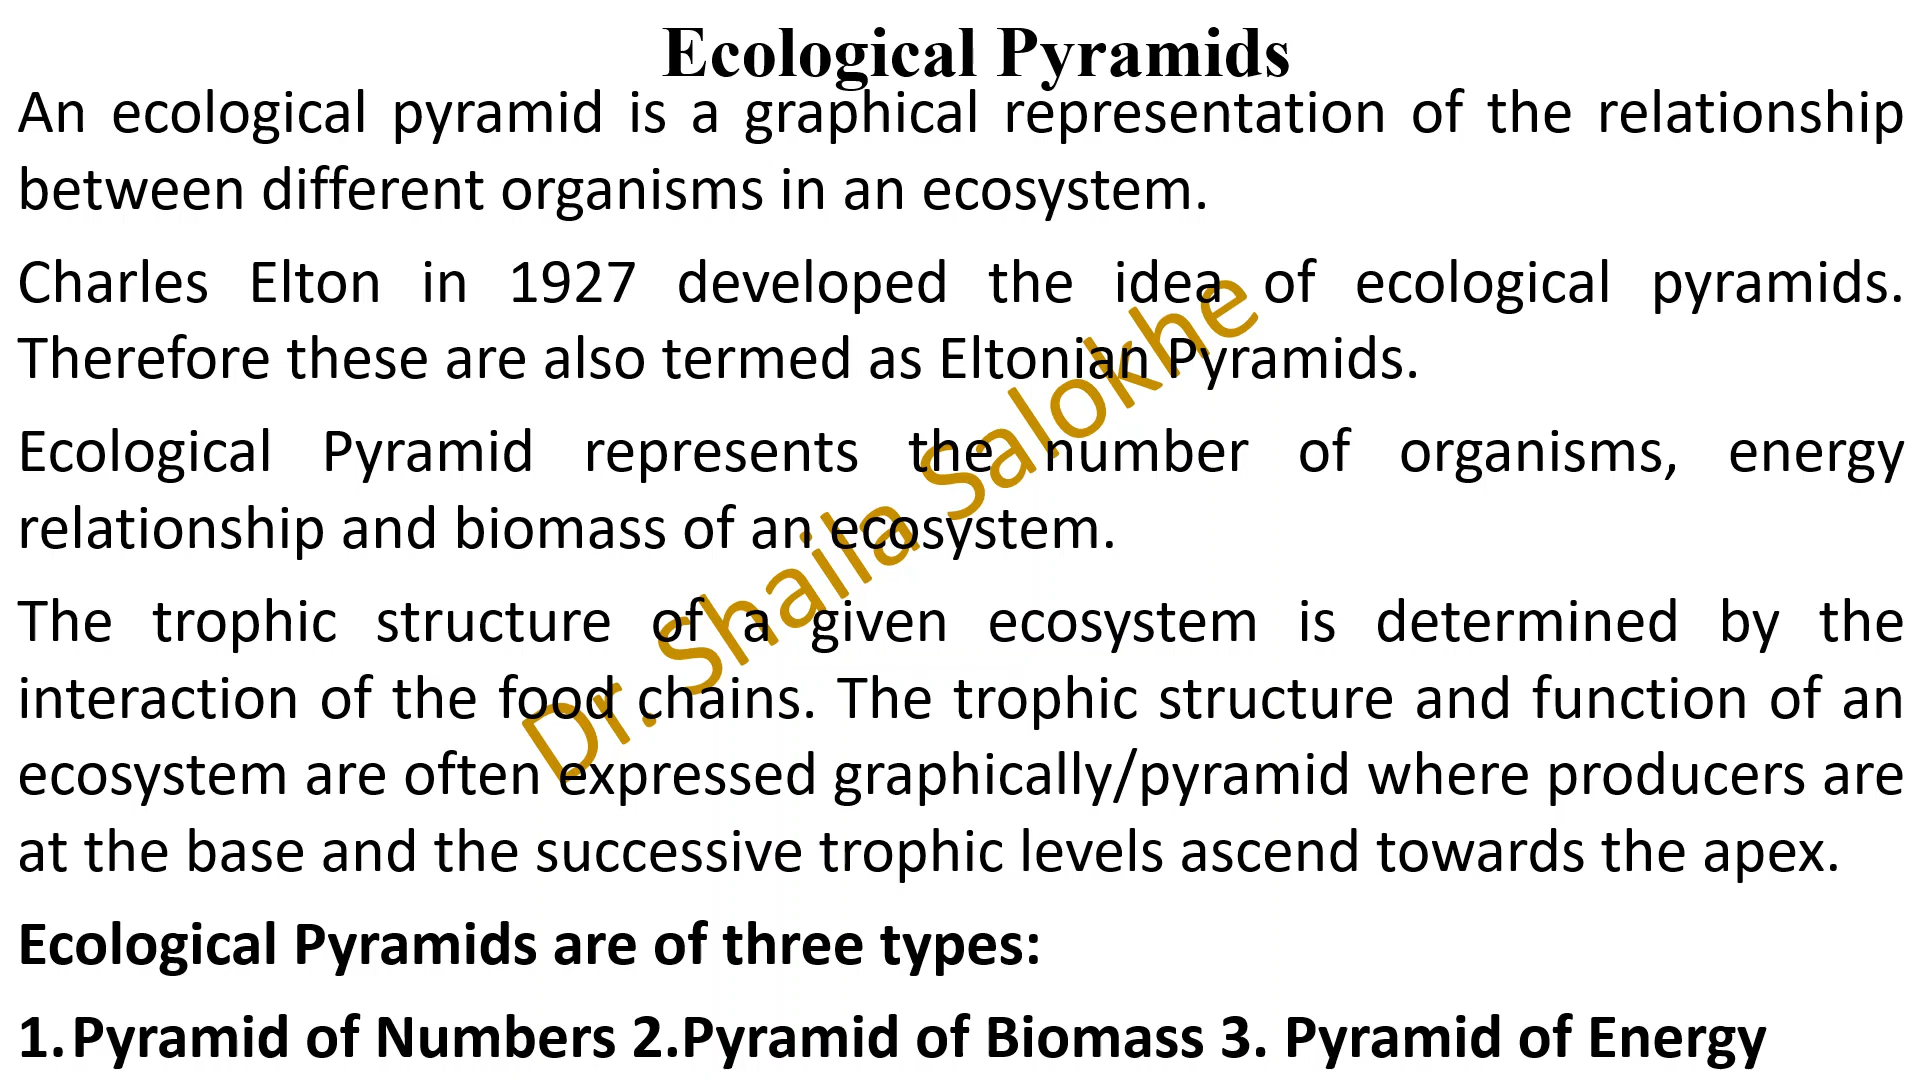 Ecological Pyramids
An ecological pyramid is a graphical representation of the relationship
between different organisms in an ecosystem.
Charles Elton in 1927 developed the idea of ecological pyramids.
Therefore these are also termed as Eltonian Pyramids.
Ecological Pyramid represents the number of organisms, energy
relationship and biomass of an ecosystem.
The trophic structure of a given ecosystem is determined by the
interaction of the food chains. The trophic structure and function of an
ecosystem are often expressed graphically/pyramid where producers are
at the base and the successive trophic levels ascend towards the apex.
Ecological Pyramids are of three types:
1.Pyramid of Numbers 2.Pyramid of Biomass 3. Pyramid of Energy
Dr. Shaila Salokhe